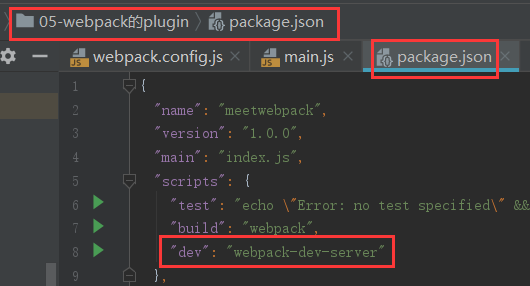 05-webpack的plugin package.json
webpack.config.js main.js package.json
1 {
2 "name": "meetwebpack",
3 "version": "1.0.0",
4 "main": "index.js",
5 "scripts": {
6 "test": "echo \"Error: no test specified\" &&
7 "build": "webpack",
8 "dev": "webpack-dev-server"
9 },